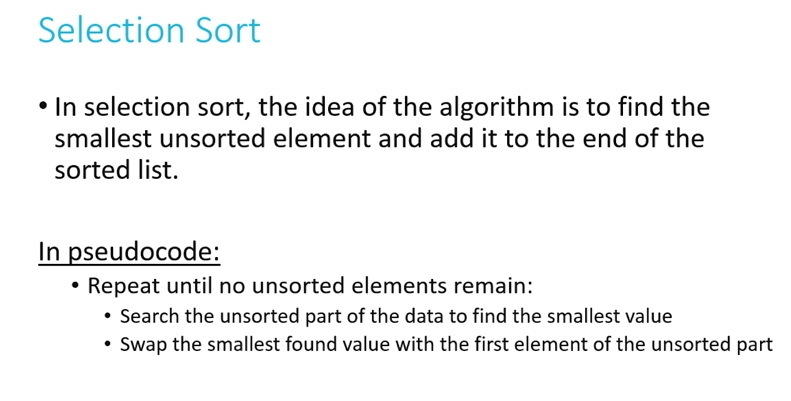 Selection Sort
• In selection sort, the idea of the algorithm is to find the
smallest unsorted element and add it to the end of the
sorted list.
In pseudocode:
• Repeat until no unsorted elements remain:
• Search the unsorted part of the data to find the smallest value
• Swap the smallest found value with the first element of the unsorted part